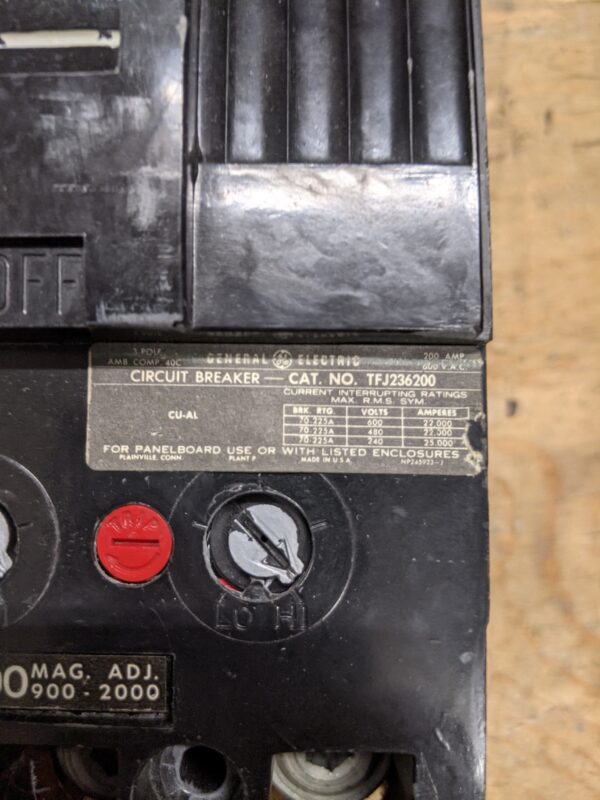 OFF
3 POLE
AMB COMP 40C
GENERAL GE ELECTRIC
200 AMP
600 V.A.C.
CIRCUIT BREAKER — CAT. NO. TFJ236200
CURRENT INTERRUPTING RATINGS
MAX. R.M.S. SYM.
CU-AL
BRK. RTG. VOLTS AMPERES
70-225A 600 22,000
70-225A 480 22,000
70-225A 240 25,000
FOR PANELBOARD USE OR WITH LISTED ENCLOSURES
PLAINVILLE, CONN PLANT P MADE IN U.S.A.
TRIP
LO HI
00 MAG. ADJ.
900 - 2000